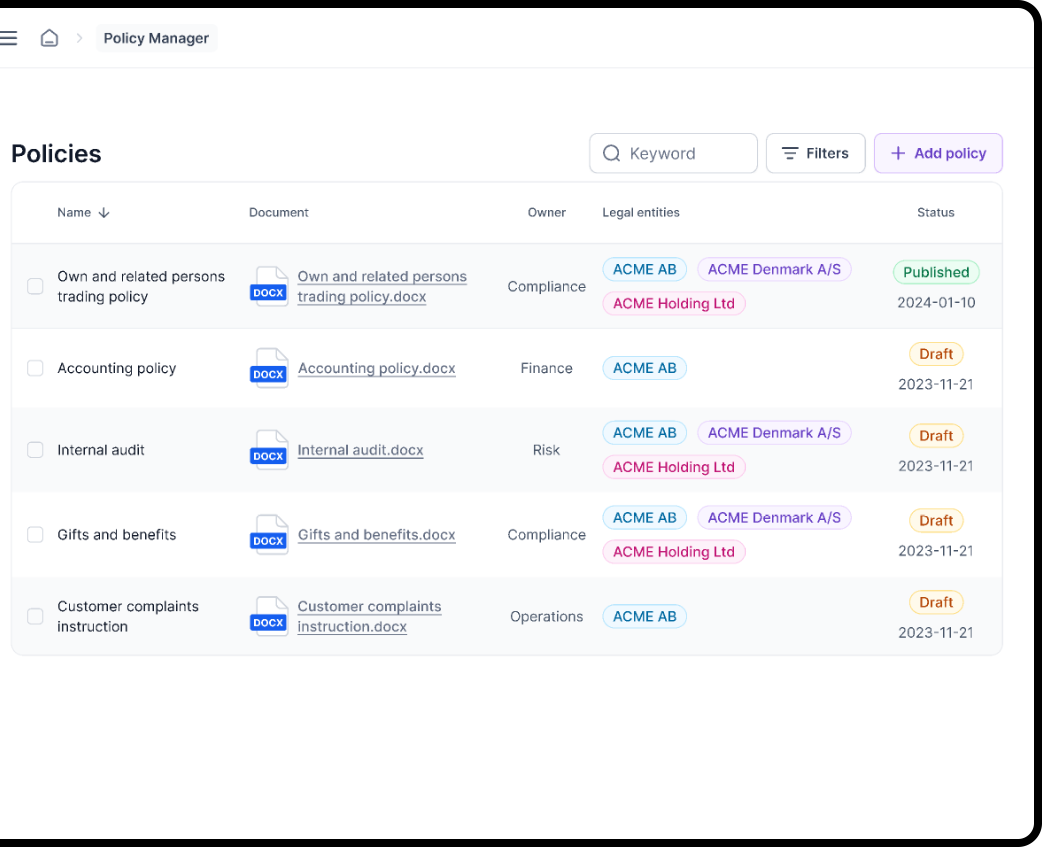 Policy Manager
Policies
Keyword
Filters
Add policy
Name
Document
Owner
Legal entities
Status
Own and related persons
trading policy
DOCX
Own and related persons
trading policy.docx
Compliance
ACME AB
ACME Denmark A/S
ACME Holding Ltd
Published
2024-01-10
Accounting policy
DOCX
Accounting policy.docx
Finance
ACME AB
Draft
2023-11-21
Internal audit
DOCX
Internal audit.docx
Risk
ACME AB
ACME Denmark A/S
ACME Holding Ltd
Draft
2023-11-21
Gifts and benefits
DOCX
Gifts and benefits.docx
Compliance
ACME AB
ACME Denmark A/S
ACME Holding Ltd
Draft
2023-11-21
Customer complaints
instruction
DOCX
Customer complaints
instruction.docx
Operations
ACME AB
Draft
2023-11-21